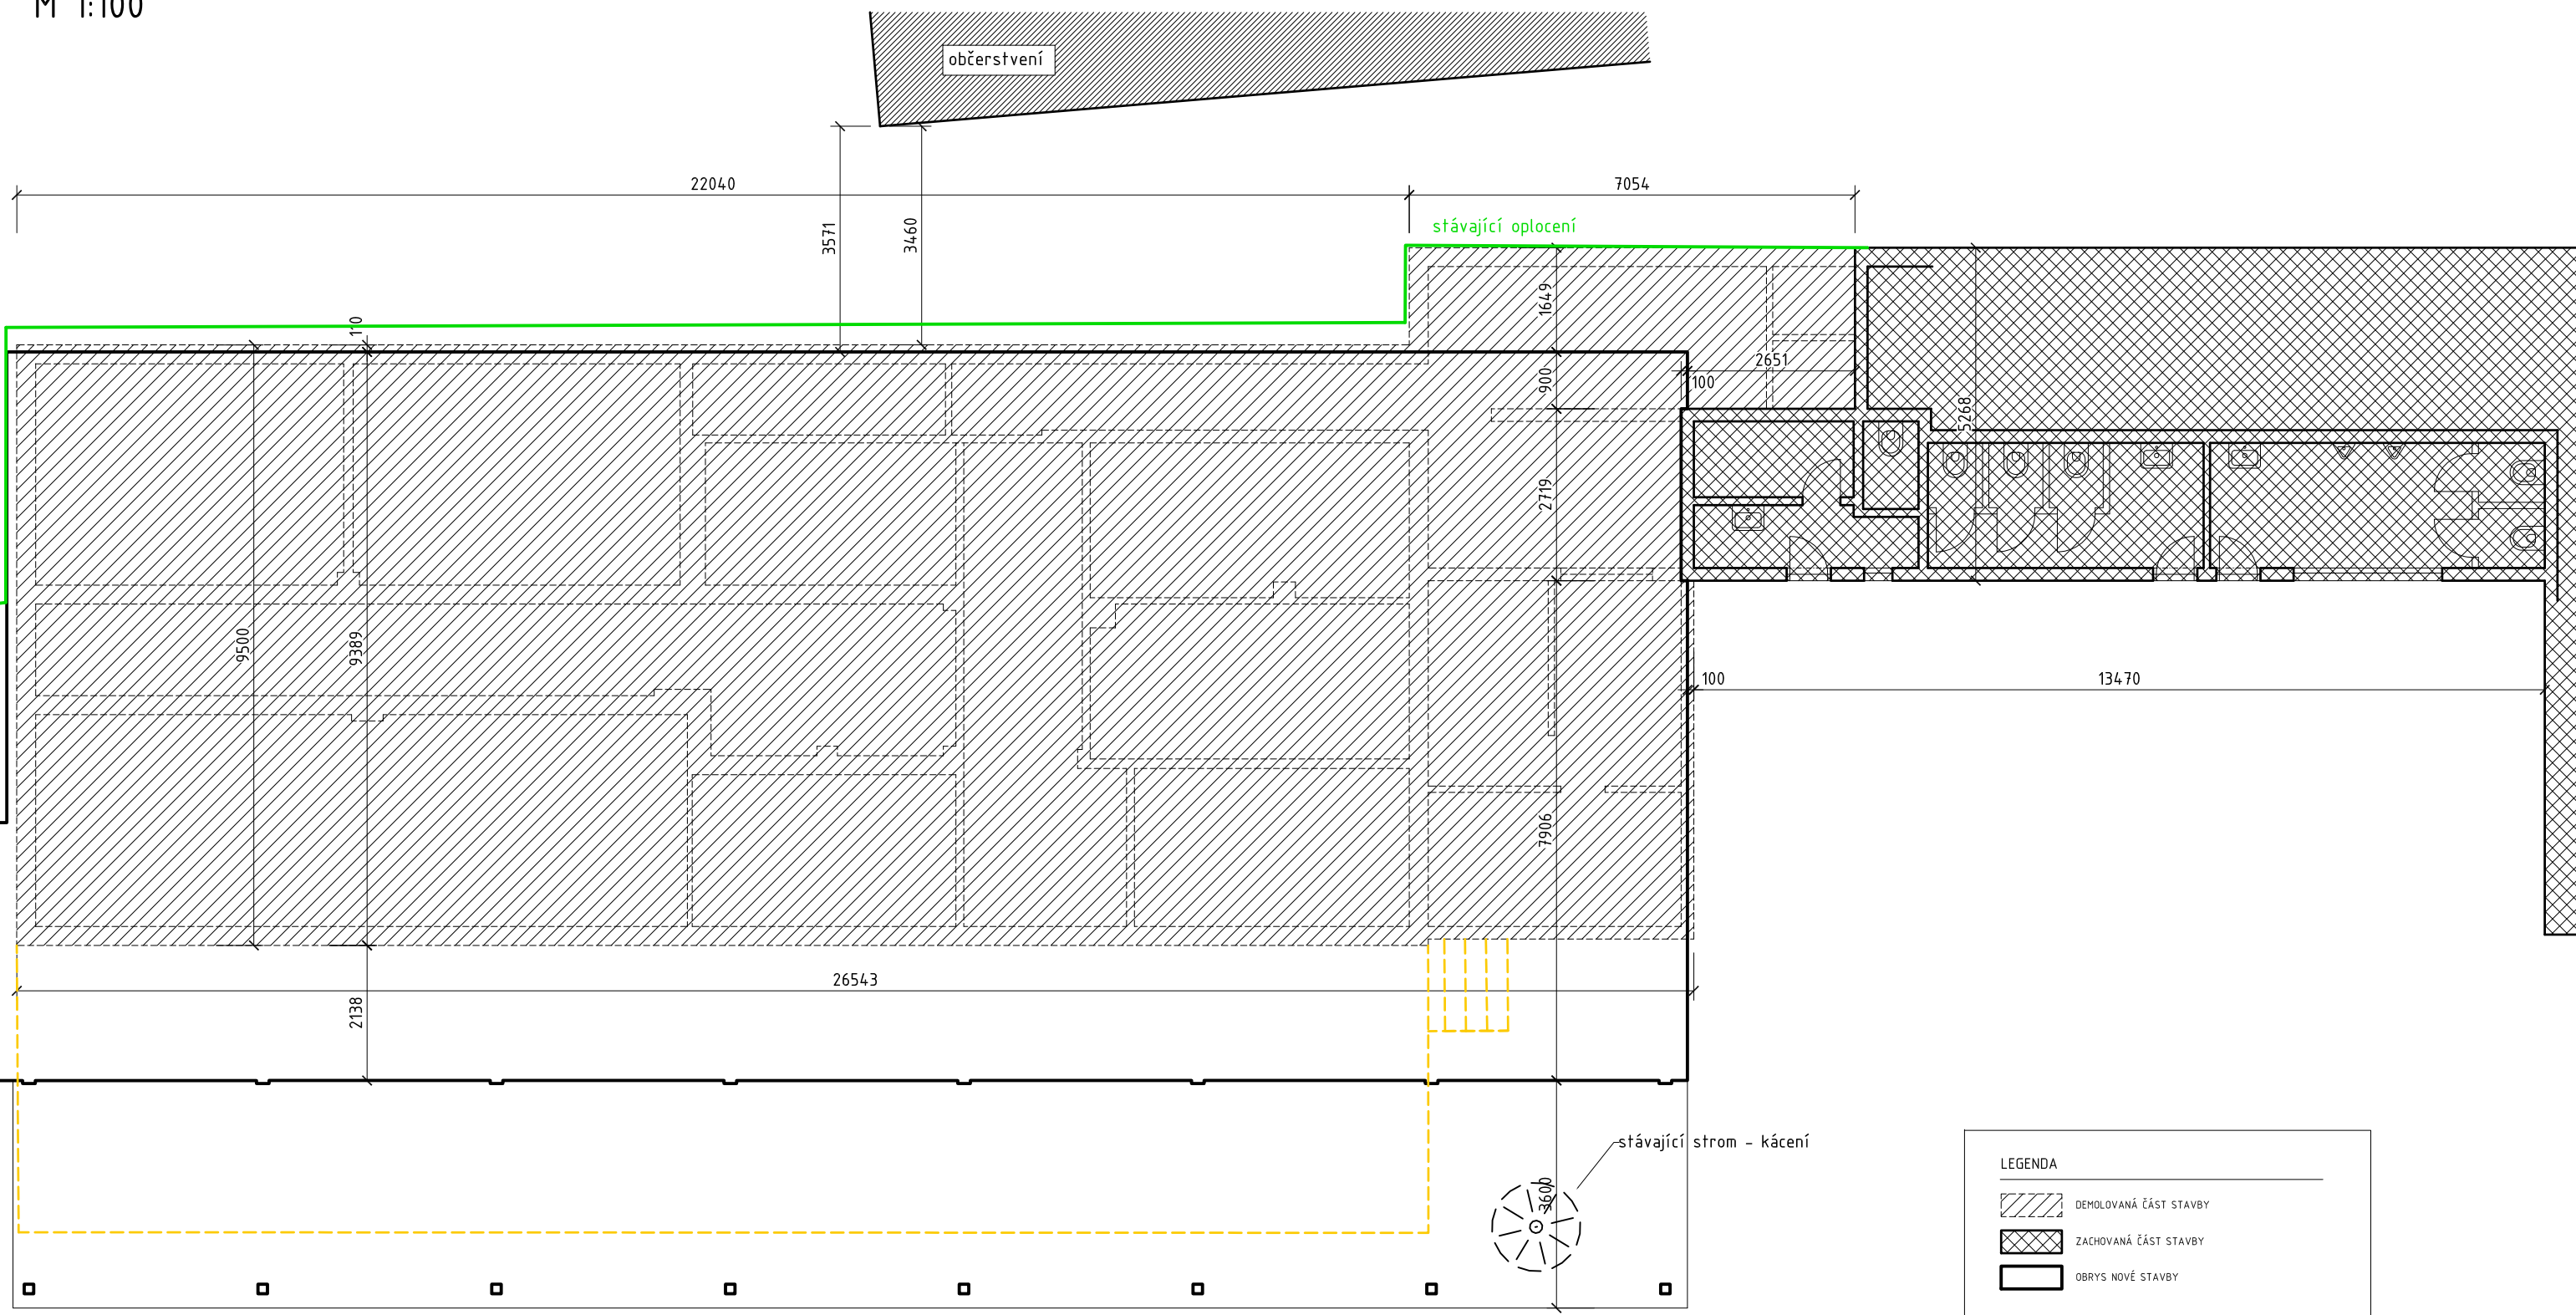 M 1:100
občerstvení
22040
7054
3571
3460
stávající oplocení
1649
110
2651
900
100
5268
2719
9500
9389
100
13470
7906
26543
2138
stávající strom - kácení
3600
LEGENDA
DEMOLOVANÁ ČÁST STAVBY
ZACHOVANÁ ČÁST STAVBY
OBRYS NOVÉ STAVBY